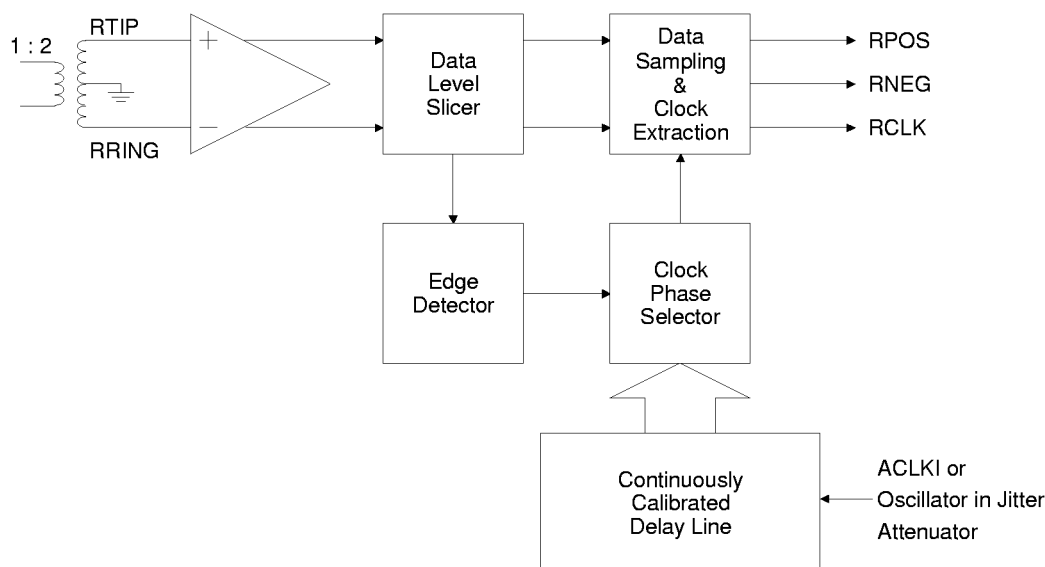 1 : 2
RTIP
RRING
+
−
Data
Level
Slicer
Data
Sampling
&
Clock
Extraction
RPOS
RNEG
RCLK
Edge
Detector
Clock
Phase
Selector
Continuously
Calibrated
Delay Line
ACLKI or
Oscillator in Jitter
Attenuator